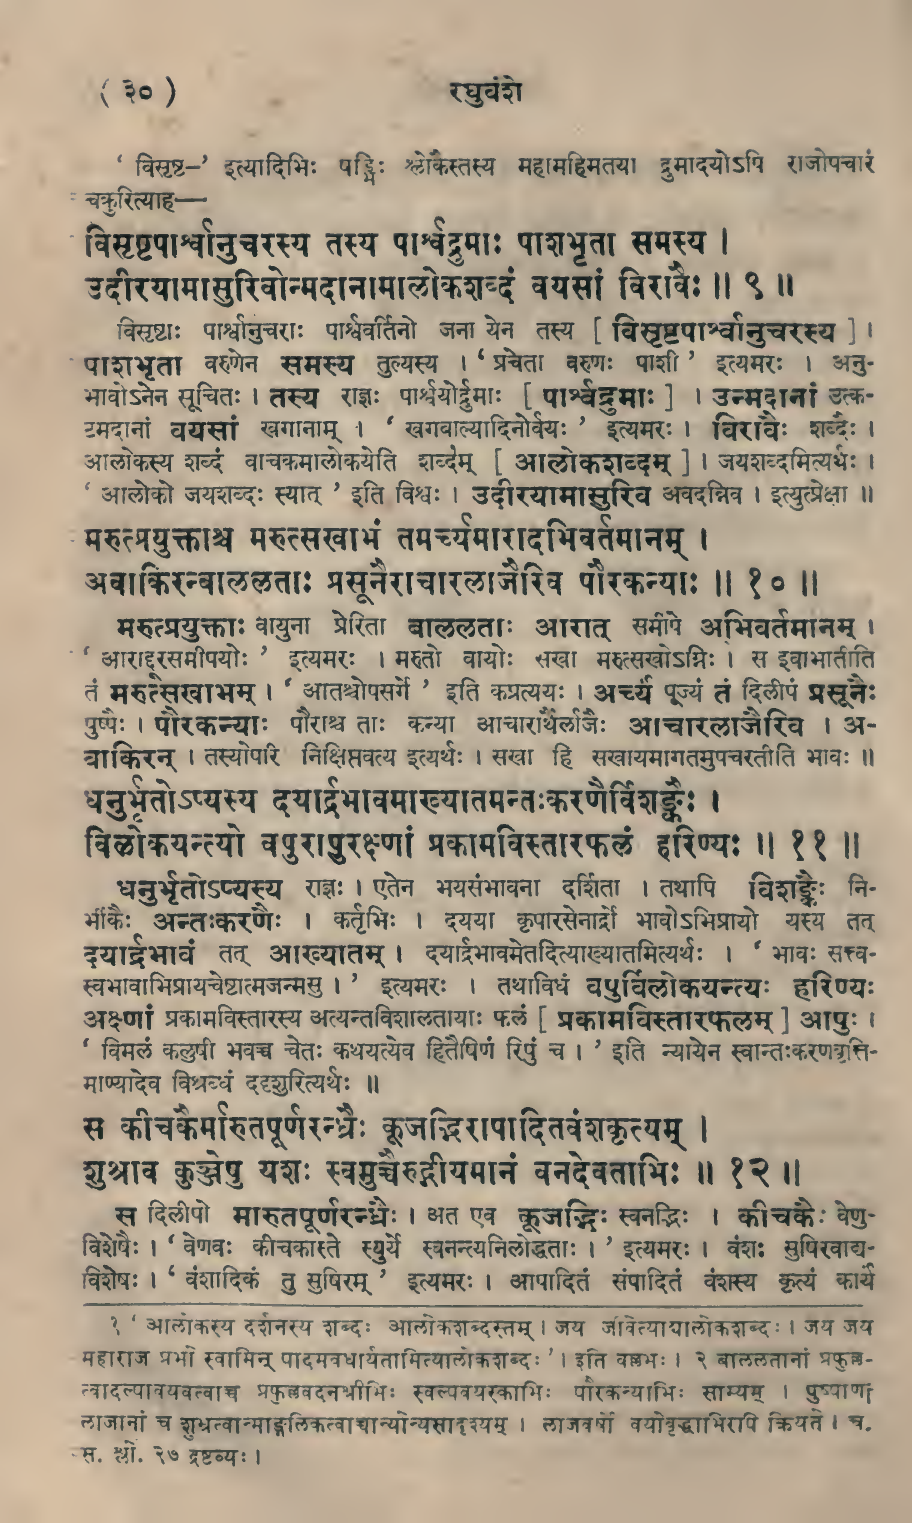 ( ३० ) रघुवंशे
‘ विसृष्ट–’ इत्यादिभिः षड्भिः श्लोकैस्तस्य महामहिमतया द्रुमादयोऽपि राजोपचारं
चक्रुरित्याह—
विसृष्टपार्श्वानुचरस्य तस्य पार्श्वद्रुमाः पाशभृता समस्य ।
उदीरयामासुरिवोन्मदानामालोकशब्दं वयसां विरावैः ॥ ९ ॥
विसृष्टाः पार्श्वानुचराः पार्श्ववर्तिनो जना येन तस्य [ विसृष्टपार्श्वानुचरस्य ] ।
पाशभृता वरुणेन समस्य तुल्यस्य । ‘ प्रचेता वरुणः पाशी ’ इत्यमरः । अनु-
भावोऽनेन सूचितः । तस्य राज्ञः पार्श्वयोर्द्रुमाः [ पार्श्वद्रुमाः ] । उन्मदानां उत्क-
टमदानां वयसां खगानाम् । ‘ खगबाल्यादिनोर्वयः ’ इत्यमरः । विरावैः शब्दैः ।
आलोकस्य शब्दं वाचकमालोकयेति शब्दम् [ आलोकशब्दम् ] । जयशब्दमित्यर्थः ।
‘ आलोको जयशब्दः स्यात् ’ इति विश्वः । उदीरयामासुरिव अवदन्निव । इत्युत्प्रेक्षा ॥
मरुत्प्रयुक्ताश्च मरुत्सखाभं तमर्च्यमारादभिवर्तमानम् ।
अवाकिरन्बाललताः प्रसूनैराचारलाजैरिव पौरकन्याः ॥ १० ॥
मरुत्प्रयुक्ताः वायुना प्रेरिता बाललताः आरात् समीपे अभिवर्तमानम् ।
‘ आराद्दूरसमीपयोः ’ इत्यमरः । मरुतो वायोः सखा मरुत्सखोऽग्निः । स इवाभातीति
तं मरुत्सखाभम् । ‘ आतश्चोपसर्गे ’ इति कप्रत्ययः । अर्च्यं पूज्यं तं दिलीपं प्रसूनैः
पुष्पैः । पौरकन्याः पौराश्च ताः कन्या आचारार्थैर्लाजैः आचारलाजैरिव । अ-
वाकिरन् । तस्योपरि निक्षिप्तवत्य इत्यर्थः । सखा हि सखायमागतमुपचरतीति भावः ॥
धनुर्भृतोऽप्यस्य दयार्द्रभावमाख्यातमन्तःकरणैर्विशङ्कैः ।
विलोकयन्त्यो वपुरापुरक्ष्णां प्रकामविस्तारफलं हरिण्यः ॥ ११ ॥
धनुर्भृतोऽप्यस्य राज्ञः । एतेन भयसंभावना दर्शिता । तथापि विशङ्कैः नि-
र्भीकैः अन्तःकरणैः । कर्तृभिः । दयया कृपारसेनार्द्रो भावोऽभिप्रायो यस्य तत्
दयार्द्रभावं तत् आख्यातम् । दयार्द्रभावमेतदित्याख्यातमित्यर्थः । ‘ भावः सत्त्व-
स्वभावाभिप्रायचेष्टात्मजन्मसु । ’ इत्यमरः । तथाविधं वपुर्विलोकयन्त्यः हरिण्यः
अक्ष्णां प्रकामविस्तारस्य अत्यन्तविशालतायाः फलं [ प्रकामविस्तारफलम् ] आपुः ।
‘ विमलं कलुषी भवच्च चेतः कथयत्येव हितैषिणं रिपुं च । ’ इति न्यायेन स्वान्तःकरणवृत्ति-
माण्यादेव विश्रब्धं ददृशुरित्यर्थः ॥
स कीचकैर्मारुतपूर्णरन्ध्रैः कूजद्भिरापादितवंशकृत्यम् ।
शुश्राव कुञ्जेषु यशः स्वमुच्चैरुद्गीयमानं वनदेवताभिः ॥ १२ ॥
स दिलीपो मारुतपूर्णरन्ध्रैः । अत एव कूजद्भिः स्वनद्भिः । कीचकैः वेणु-
विशेषैः । ‘ वेणवः कीचकास्ते स्युर्ये स्वनन्त्यनिलोद्धताः । ’ इत्यमरः । वंशः सुषिरवाद्य-
विशेषः । ‘ वंशादिकं तु सुषिरम् ’ इत्यमरः । आपादितं संपादितं वंशस्य कृत्यं कार्यं
१ ‘ आलोकस्य दर्शनस्य शब्दः आलोकशब्दस्तम् । जय जीवेत्याद्यालोकशब्दः । जय जय
महाराज प्रभो स्वामिन् पादमवधार्यतामित्यालोकशब्दः ’ । इति वल्लभः । २ बाललतानां प्रफुल्ल-
त्वादल्पावयवत्वाच्च प्रफुल्लवदनश्रीभिः स्वल्पवयस्काभिः पौरकन्याभिः साम्यम् । पुष्पाणां
लाजानां च शुभ्रत्वान्माङ्गलिकत्वाच्चान्योन्यसादृश्यम् । लाजवर्षो वयोवृद्धाभिरपि क्रियते । च.
स. श्लो. २७ द्रष्टव्यः ।